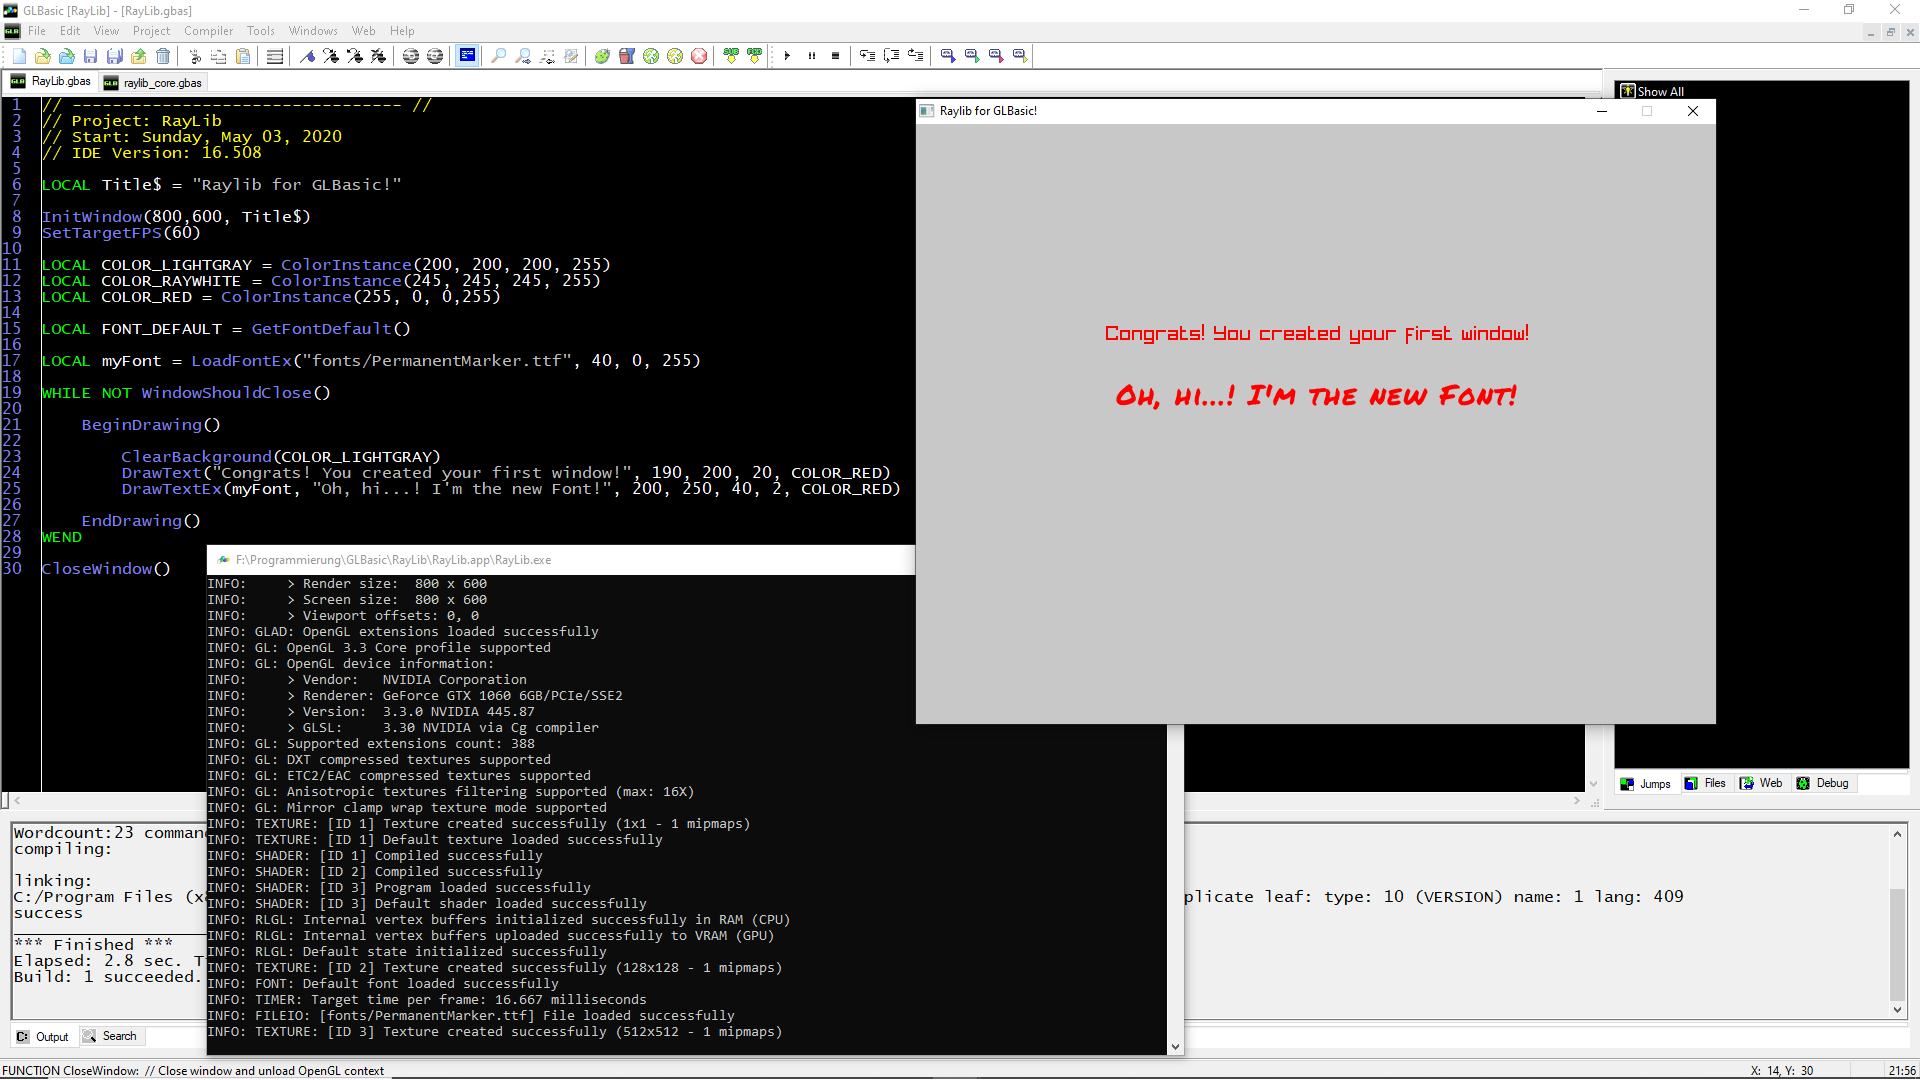 GLBasic [RayLib] - [RayLib.gbas]
File Edit View Project Compiler Tools Windows Web Help
RayLib.gbas raylib_core.gbas
1 // --------------------------------- //
2 // Project: RayLib
3 // Start: Sunday, May 03, 2020
4 // IDE Version: 16.508
5
6 LOCAL Title$ = "Raylib for GLBasic!"
7
8 InitWindow(800,600, Title$)
9 SetTargetFPS(60)
10
11 LOCAL COLOR_LIGHTGRAY = ColorInstance(200, 200, 200, 255)
12 LOCAL COLOR_RAYWHITE = ColorInstance(245, 245, 245, 255)
13 LOCAL COLOR_RED = ColorInstance(255, 0, 0,255)
14
15 LOCAL FONT_DEFAULT = GetFontDefault()
16
17 LOCAL myFont = LoadFontEx("fonts/PermanentMarker.ttf", 40, 0, 255)
18
19 WHILE NOT WindowShouldClose()
20
21 BeginDrawing()
22
23 ClearBackground(COLOR_LIGHTGRAY)
24 DrawText("Congrats! You created your first window!", 190, 200, 20, COLOR_RED)
25 DrawTextEx(myFont, "Oh, hi...! I'm the new Font!", 200, 250, 40, 2, COLOR_RED)
26
27 EndDrawing()
28 WEND
29
30 CloseWindow()
Raylib for GLBasic!
Congrats! You created your first window!
Oh, hi...! I'm the new Font!
Show All
Jumps Files Web Debug
F:\Programmierung\GLBasic\RayLib\RayLib.app\RayLib.exe
INFO: > Render size: 800 x 600
INFO: > Screen size: 800 x 600
INFO: > Viewport offsets: 0, 0
INFO: GLAD: OpenGL extensions loaded successfully
INFO: GL: OpenGL 3.3 Core profile supported
INFO: GL: OpenGL device information:
INFO: > Vendor: NVIDIA Corporation
INFO: > Renderer: GeForce GTX 1060 6GB/PCIe/SSE2
INFO: > Version: 3.3.0 NVIDIA 445.87
INFO: > GLSL: 3.30 NVIDIA via Cg compiler
INFO: GL: Supported extensions count: 388
INFO: GL: DXT compressed textures supported
INFO: GL: ETC2/EAC compressed textures supported
INFO: GL: Anisotropic textures filtering supported (max: 16X)
INFO: GL: Mirror clamp wrap texture mode supported
INFO: TEXTURE: [ID 1] Texture created successfully (1x1 - 1 mipmaps)
INFO: TEXTURE: [ID 1] Default texture loaded successfully
INFO: SHADER: [ID 1] Compiled successfully
INFO: SHADER: [ID 2] Compiled successfully
INFO: SHADER: [ID 3] Program loaded successfully
INFO: SHADER: [ID 3] Default shader loaded successfully
INFO: RLGL: Internal vertex buffers initialized successfully in RAM (CPU)
INFO: RLGL: Internal vertex buffers uploaded successfully to VRAM (GPU)
INFO: RLGL: Default state initialized successfully
INFO: TEXTURE: [ID 2] Texture created successfully (128x128 - 1 mipmaps)
INFO: FONT: Default font loaded successfully
INFO: TIMER: Target time per frame: 16.667 milliseconds
INFO: FILEIO: [fonts/PermanentMarker.ttf] File loaded successfully
INFO: TEXTURE: [ID 3] Texture created successfully (512x512 - 1 mipmaps)
Wordcount:23 comman
compiling:
linking:
C:/Program Files (x plicate leaf: type: 10 (VERSION) name: 1 lang: 409
success
*** Finished ***
Elapsed: 2.8 sec. T
Build: 1 succeeded.
Output Search
FUNCTION CloseWindow: // Close window and unload OpenGL context X: 14, Y: 30 21:56